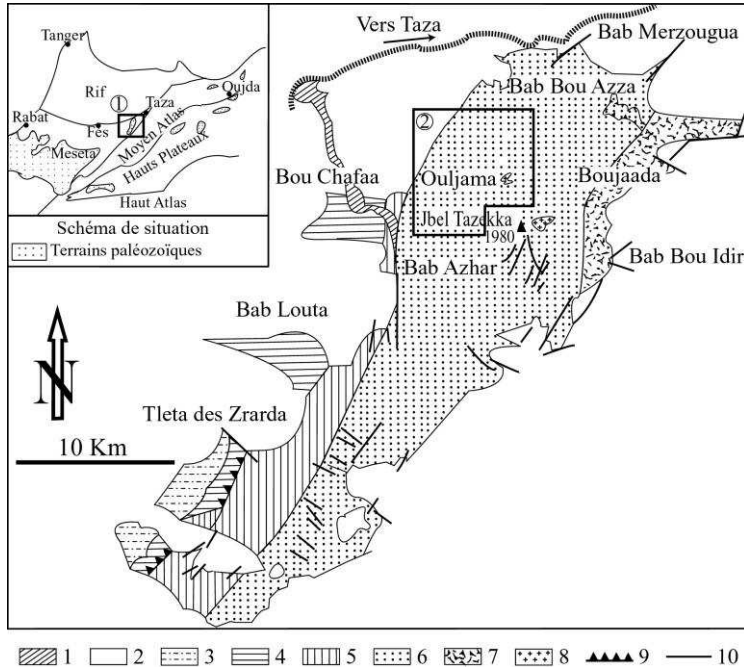 Tanger
Rif
①
Taza
Oujda
Rabat
Fès
Moyen Atlas
Meseta
Hauts Plateaux
Haut Atlas
Schéma de situation
Terrains paléozoïques
Vers Taza
Bab Merzougua
Bab Bou Azza
②
Bou Chafaa
Ouljama
Boujaada
Jbel Tazekka
1980
Bab Azhar
Bab Bou Idir
Bab Louta
N
Tleta des Zrarda
10 Km
1 2 3 4 5 6 7 8 9 10